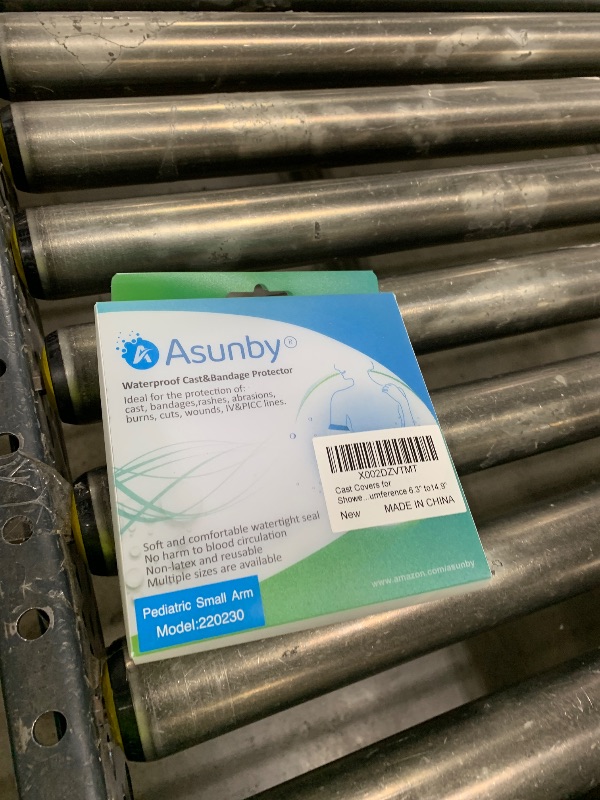 Asunby®
Waterproof Cast&Bandage Protector
Ideal for the protection of:
cast, bandages,rashes, abrasions,
burns, cuts, wounds, IV&PICC lines.
X002DZVTMT
Cast Covers for
Showe...umference 6.3" to14.9"
New MADE IN CHINA
Soft and comfortable watertight seal
No harm to blood circulation
Non-latex and reusable
Multiple sizes are available
www.amazon.com/asunby
Pediatric Small Arm
Model:220230